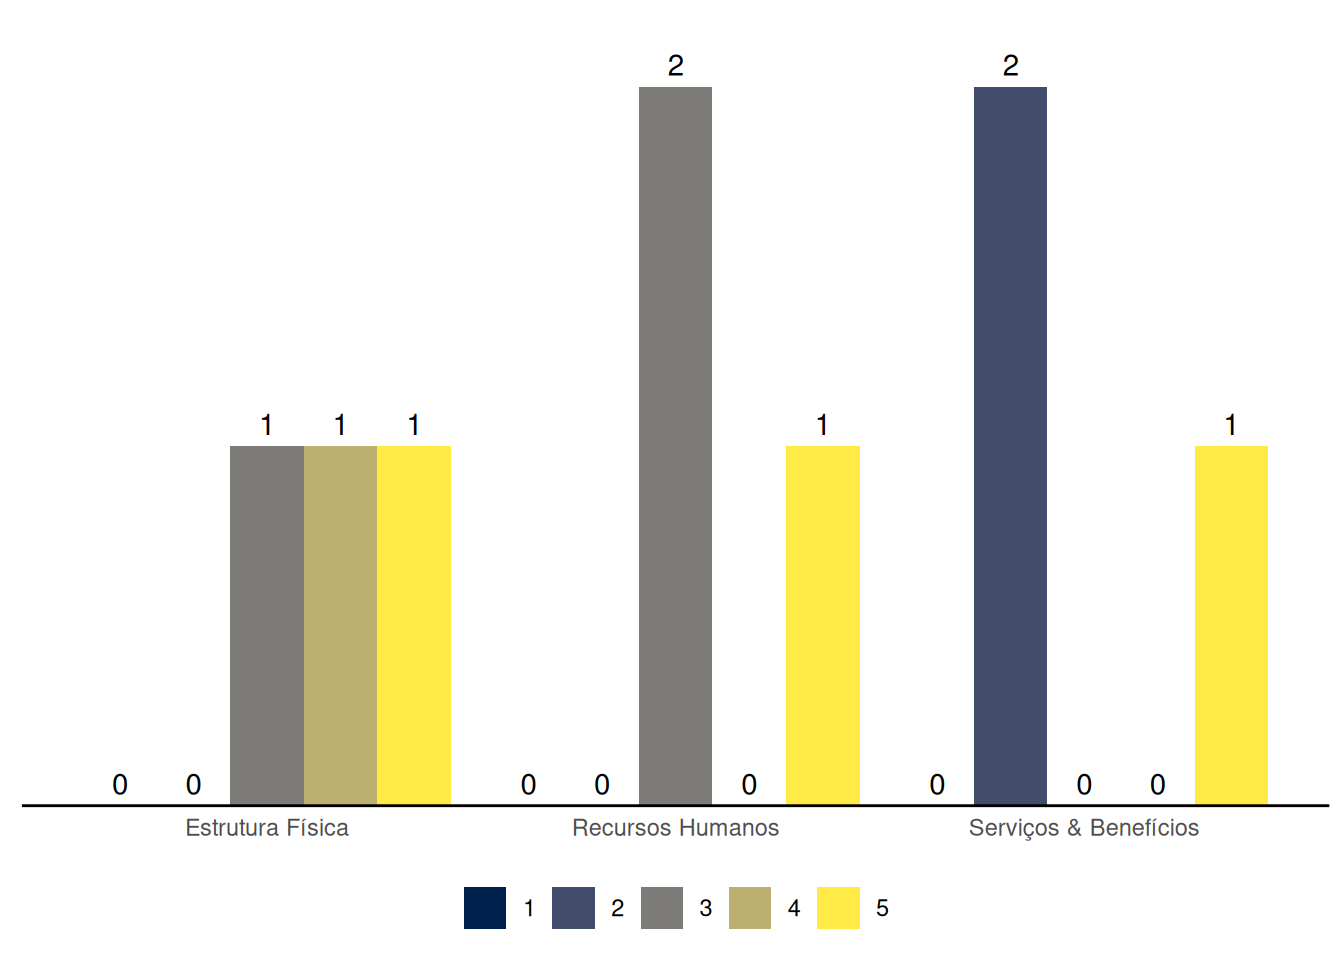 2 2
1 1 1 1 1
0 0 0 0 0 0 0 0
Estrutura Física Recursos Humanos Serviços & Benefícios
1 2 3 4 5